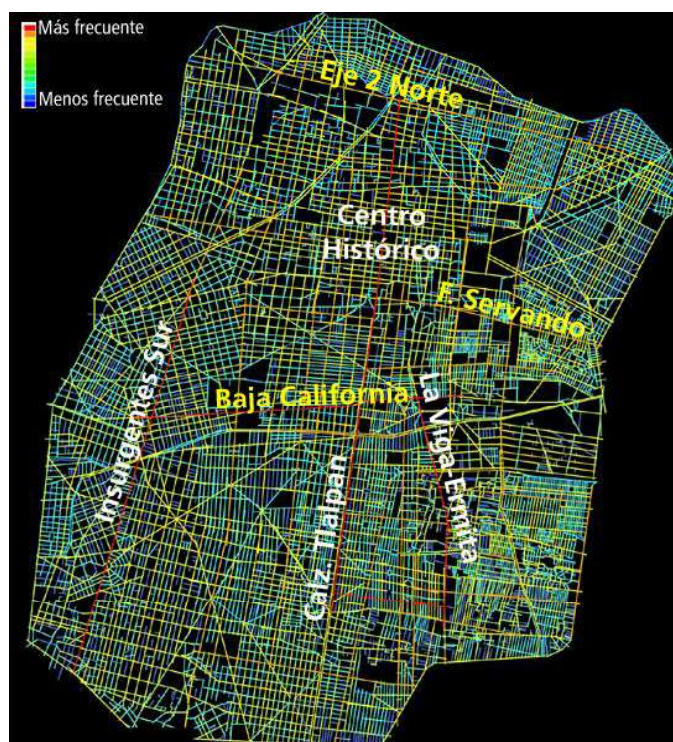 Más frecuente
Menos frecuente
Eje 2 Norte
Centro
Histórico
F. Servando
Insurgentes Sur
Baja California
La Viga-Ermita
Calz. Tlalpan